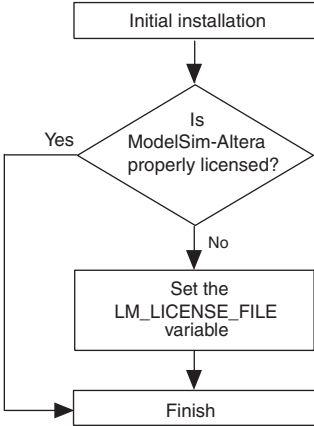 Initial installation
Is
ModelSim-Altera
properly licensed?
Yes
No
Set the
LM_LICENSE_FILE
variable
Finish